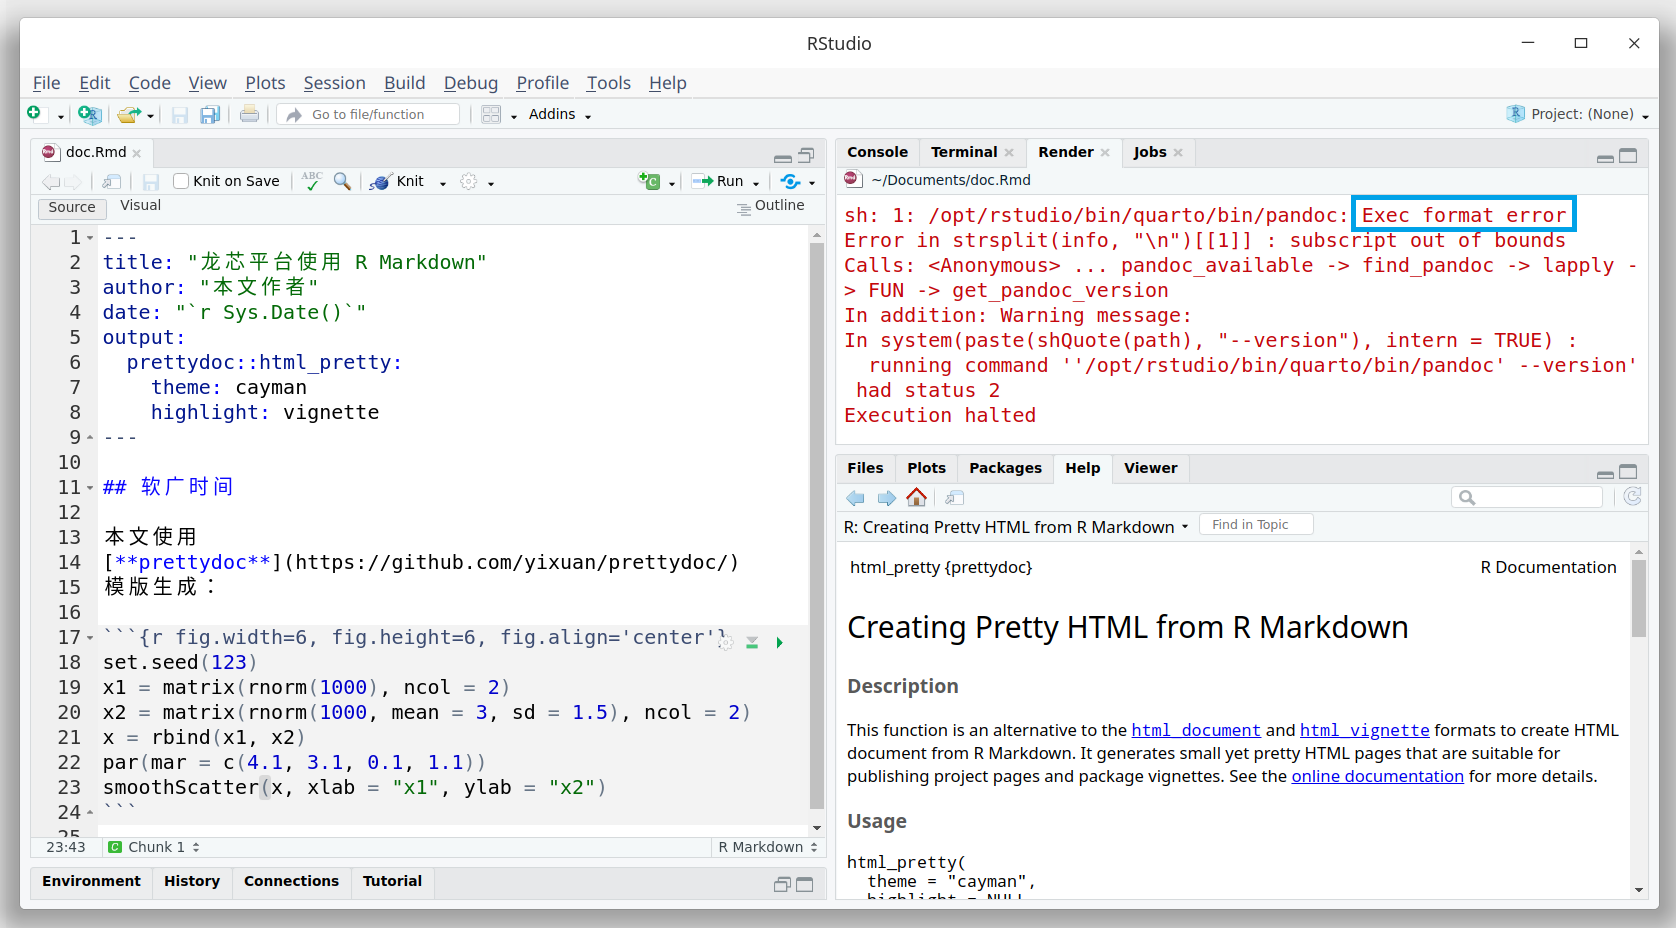 RStudio
File Edit Code View Plots Session Build Debug Profile Tools Help
Go to file/function
Addins
Project: (None)
doc.Rmd
Knit on Save
ABC
Knit
Run
Source Visual
Outline
1 ---
2 title: "龙芯平台使用 R Markdown"
3 author: "本文作者"
4 date: "`r Sys.Date()`"
5 output:
6 prettydoc::html_pretty:
7 theme: cayman
8 highlight: vignette
9 ---
10
11 ## 软广时间
12
13 本文使用
14 [**prettydoc**](https://github.com/yixuan/prettydoc/)
15 模版生成：
16
17 ```{r fig.width=6, fig.height=6, fig.align='center'}
18 set.seed(123)
19 x1 = matrix(rnorm(1000), ncol = 2)
20 x2 = matrix(rnorm(1000, mean = 3, sd = 1.5), ncol = 2)
21 x = rbind(x1, x2)
22 par(mar = c(4.1, 3.1, 0.1, 1.1))
23 smoothScatter(x, xlab = "x1", ylab = "x2")
24 ```
25
23:43 C Chunk 1 R Markdown
Environment History Connections Tutorial
Console Terminal Render Jobs
~/Documents/doc.Rmd
sh: 1: /opt/rstudio/bin/quarto/bin/pandoc: Exec format error
Error in strsplit(info, "\n")[[1]] : subscript out of bounds
Calls: <Anonymous> ... pandoc_available -> find_pandoc -> lapply -
> FUN -> get_pandoc_version
In addition: Warning message:
In system(paste(shQuote(path), "--version"), intern = TRUE) :
running command ''/opt/rstudio/bin/quarto/bin/pandoc' --version'
had status 2
Execution halted
Files Plots Packages Help Viewer
R: Creating Pretty HTML from R Markdown
Find in Topic
html_pretty {prettydoc} R Documentation
Creating Pretty HTML from R Markdown
Description
This function is an alternative to the html_document and html_vignette formats to create HTML
document from R Markdown. It generates small yet pretty HTML pages that are suitable for
publishing project pages and package vignettes. See the online documentation for more details.
Usage
html_pretty(
theme = "cayman",
highlight = NULL